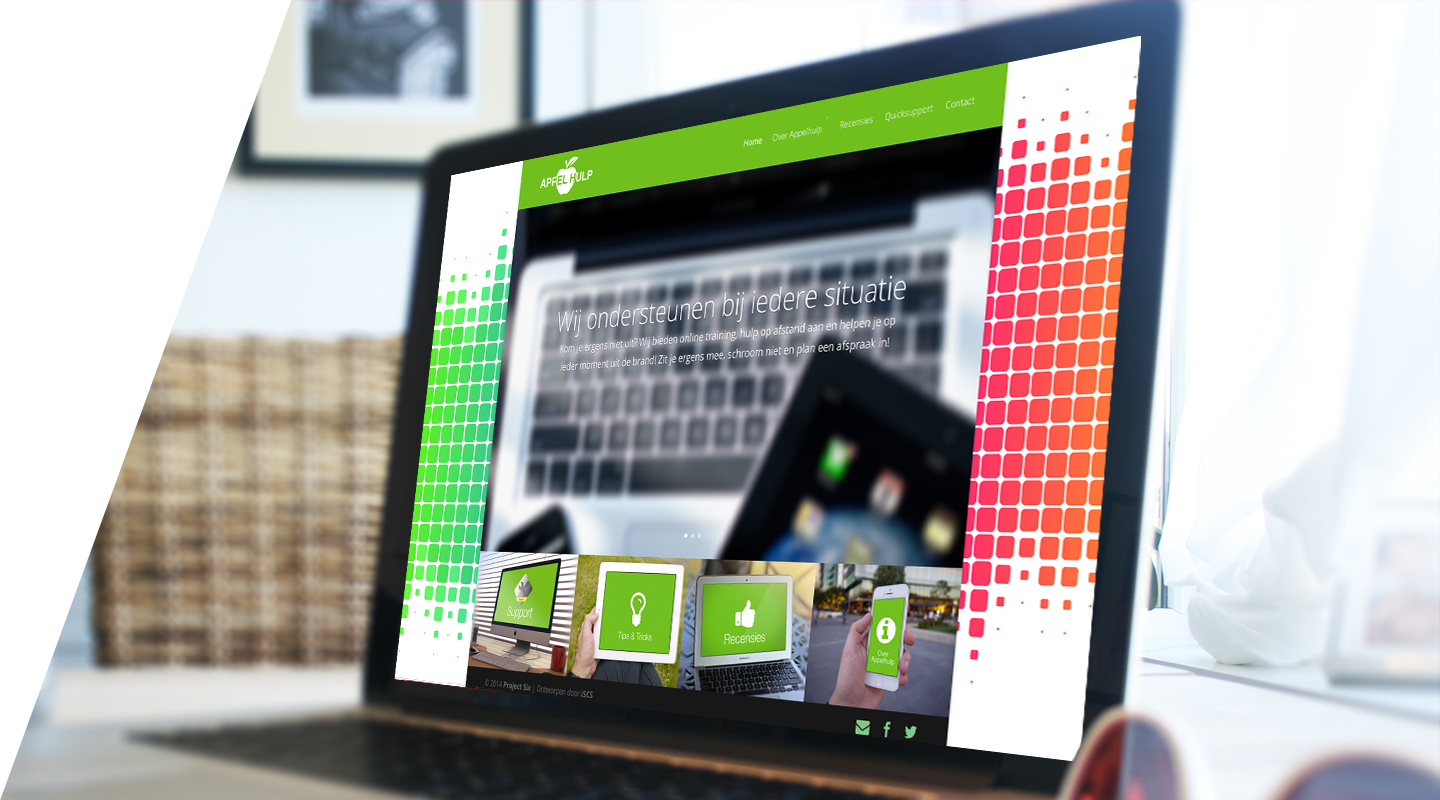 APPEL HULP
Home Over Appelhulp Recensies Quicksupport Contact
Wij ondersteunen bij iedere situatie
Kom je ergens niet uit? Wij bieden online training, hulp op afstand aan en helpen je op
ieder moment uit de brand! Zit je ergens mee, schroom niet en plan een afspraak in!
Support
Tips & Tricks
Recensies
Over
Appelhulp
© 2014 Project Six | Ontworpen door iSCS